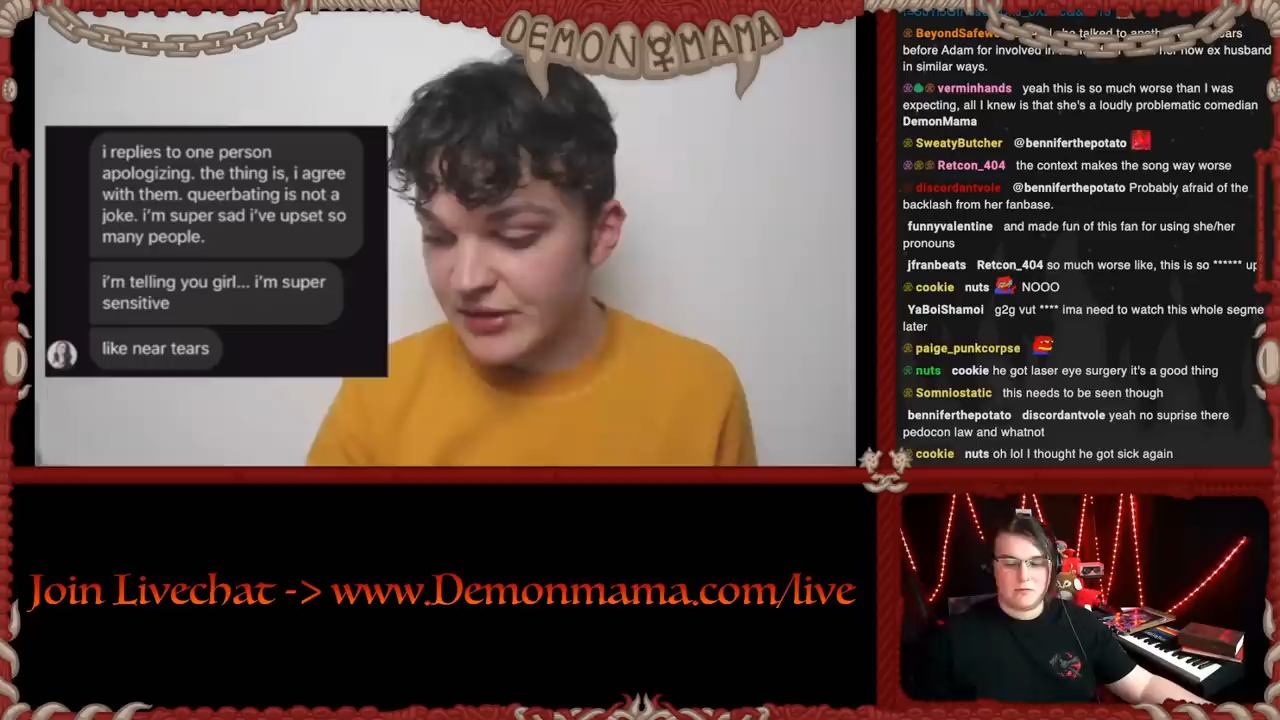 DEMON MAMA
i replies to one person
apologizing. the thing is, i agree
with them. queerbating is not a
joke. i'm super sad i've upset so
many people.
i'm telling you girl... i'm super
sensitive
like near tears
before Adam for involved in
in similar ways.
verminhands yeah this is so much worse than I was
expecting, all I knew is that she's a loudly problematic comedian
DemonMama
SweatyButcher @benniferthepotato
Retcon_404 the context makes the song way worse
discordantvole @benniferthepotato Probably afraid of the
backlash from her fanbase.
funnyvalentine and made fun of this fan for using she/her
pronouns
jfranbeats Retcon_404 so much worse like, this is so ****** up
cookie nuts NOOO
YaBoiShamoi g2g vut **** ima need to watch this whole segme
later
paige_punkcorpse
nuts cookie he got laser eye surgery it's a good thing
Somniostatic this needs to be seen though
benniferthepotato discordantvole yeah no suprise there
pedocon law and whatnot
cookie nuts oh lol I thought he got sick again
Join Livechat -> www.Demonmama.com/live